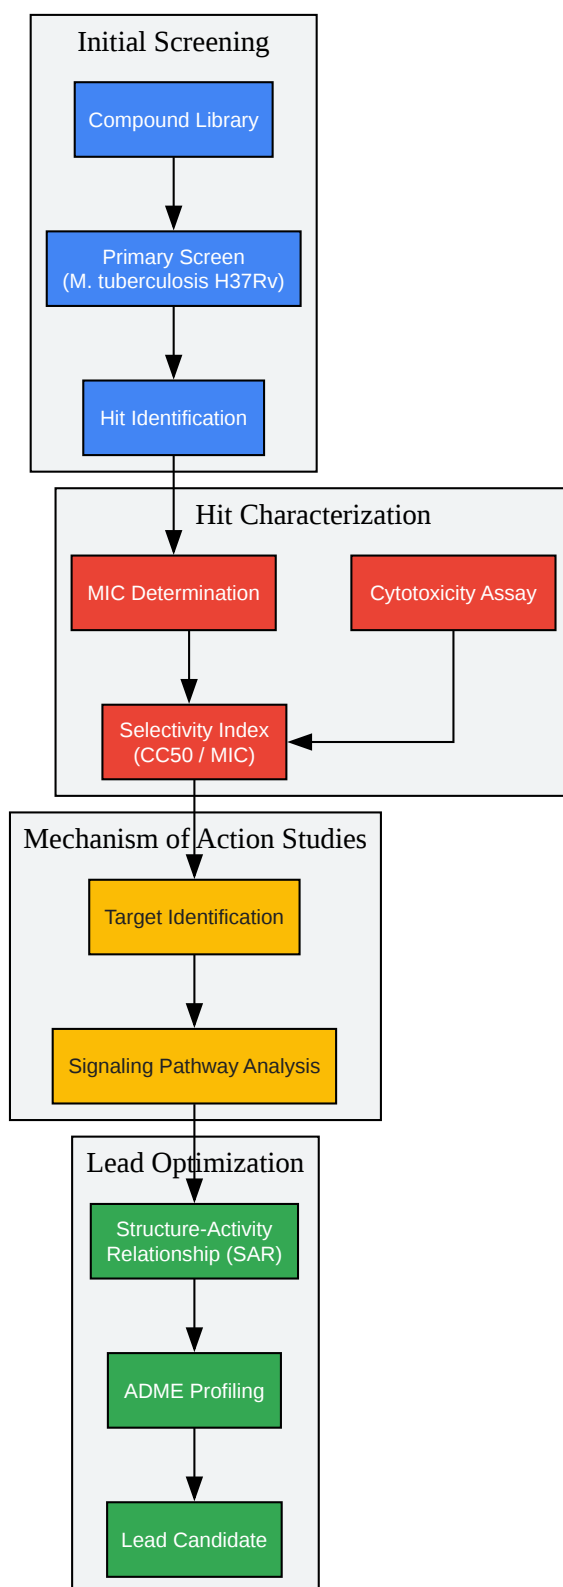 Initial Screening
Compound Library
Primary Screen
(M. tuberculosis H37Rv)
Hit Identification
Hit Characterization
MIC Determination
Cytotoxicity Assay
Selectivity Index
(CC50 / MIC)
Mechanism of Action Studies
Target Identification
Signaling Pathway Analysis
Lead Optimization
Structure-Activity
Relationship (SAR)
ADME Profiling
Lead Candidate